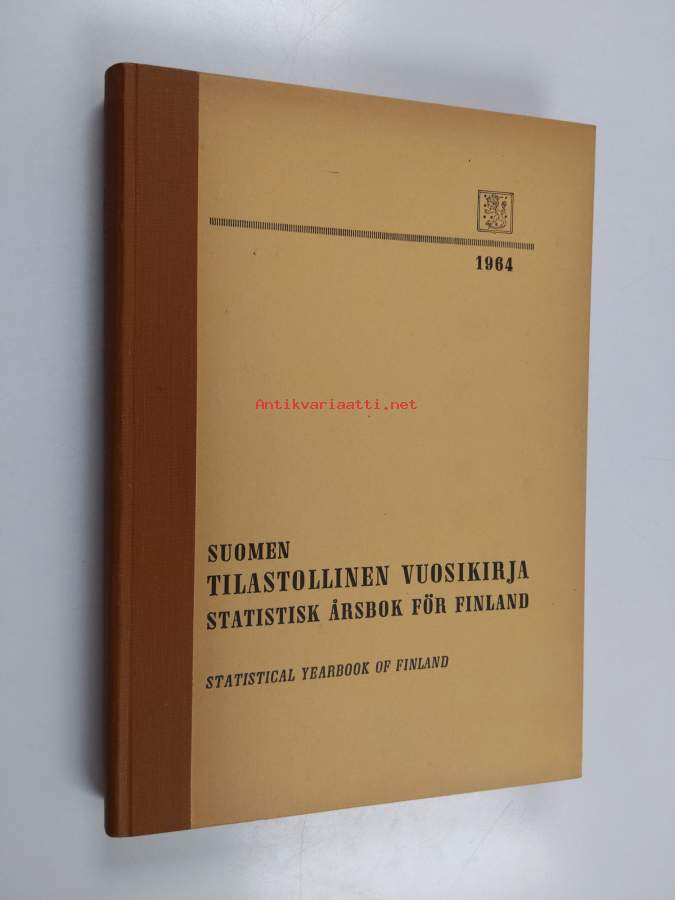 1964
Antikvariaatti.net
SUOMEN
TILASTOLLINEN VUOSIKIRJA
STATISTISK ÅRSBOK FÖR FINLAND
STATISTICAL YEARBOOK OF FINLAND